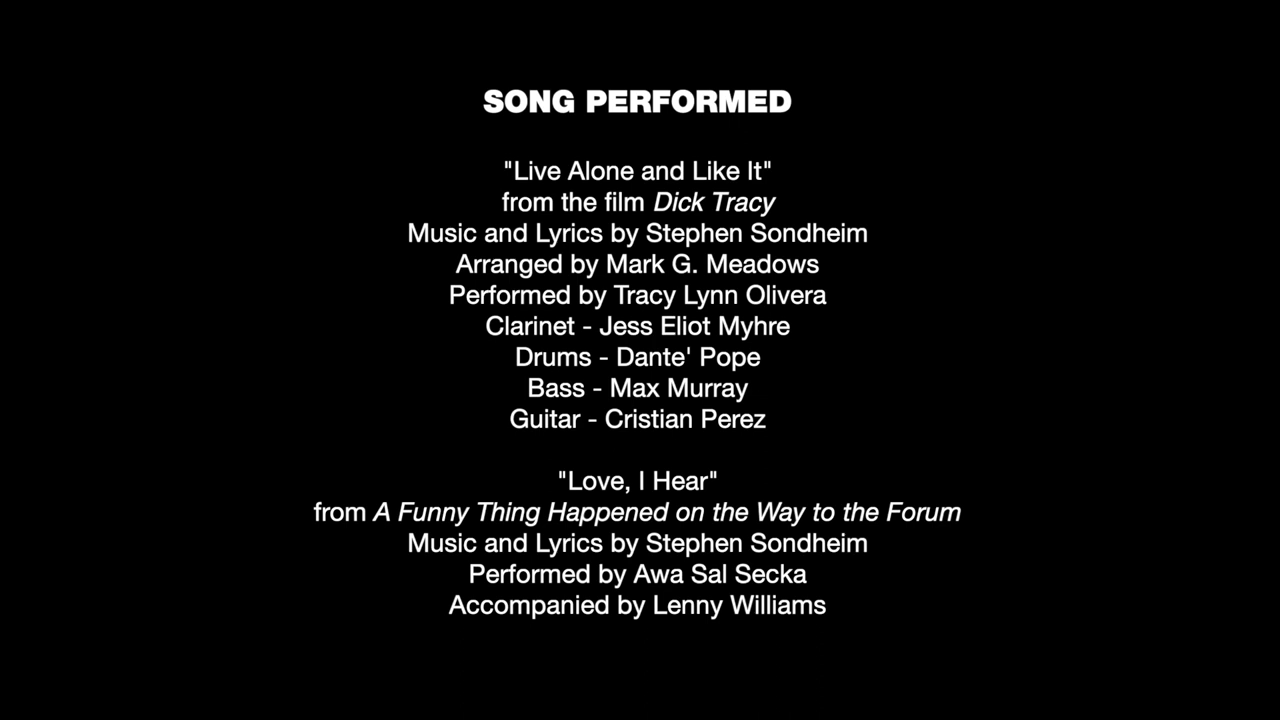 SONG PERFORMED
"Live Alone and Like It"
from the film Dick Tracy
Music and Lyrics by Stephen Sondheim
Arranged by Mark G. Meadows
Performed by Tracy Lynn Olivera
Clarinet - Jess Eliot Myhre
Drums - Dante' Pope
Bass - Max Murray
Guitar - Cristian Perez
"Love, I Hear"
from A Funny Thing Happened on the Way to the Forum
Music and Lyrics by Stephen Sondheim
Performed by Awa Sal Secka
Accompanied by Lenny Williams